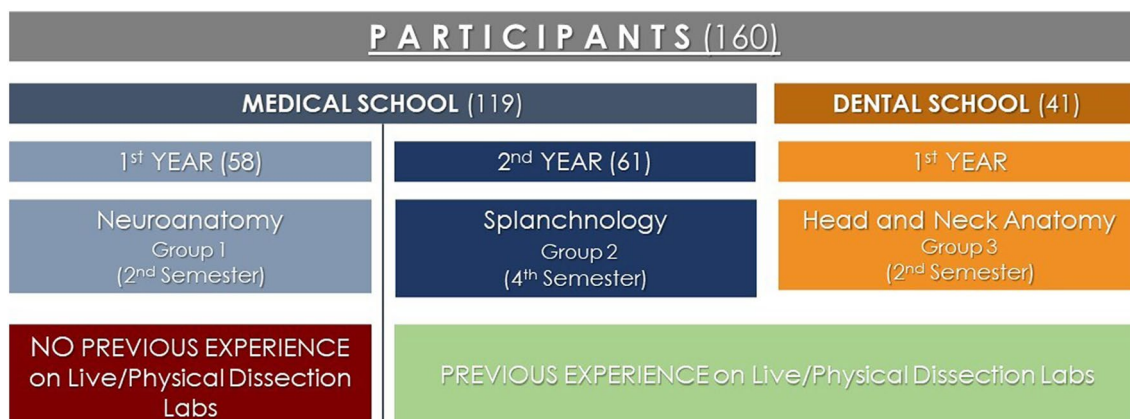 PARTICIPANTS (160)
MEDICAL SCHOOL (119)
DENTAL SCHOOL (41)
1st YEAR (58)
2nd YEAR (61)
1st YEAR
Neuroanatomy
Group 1
(2nd Semester)
Splanchnology
Group 2
(4th Semester)
Head and Neck Anatomy
Group 3
(2nd Semester)
NO PREVIOUS EXPERIENCE
on Live/Physical Dissection
Labs
PREVIOUS EXPERIENCE on Live/Physical Dissection Labs